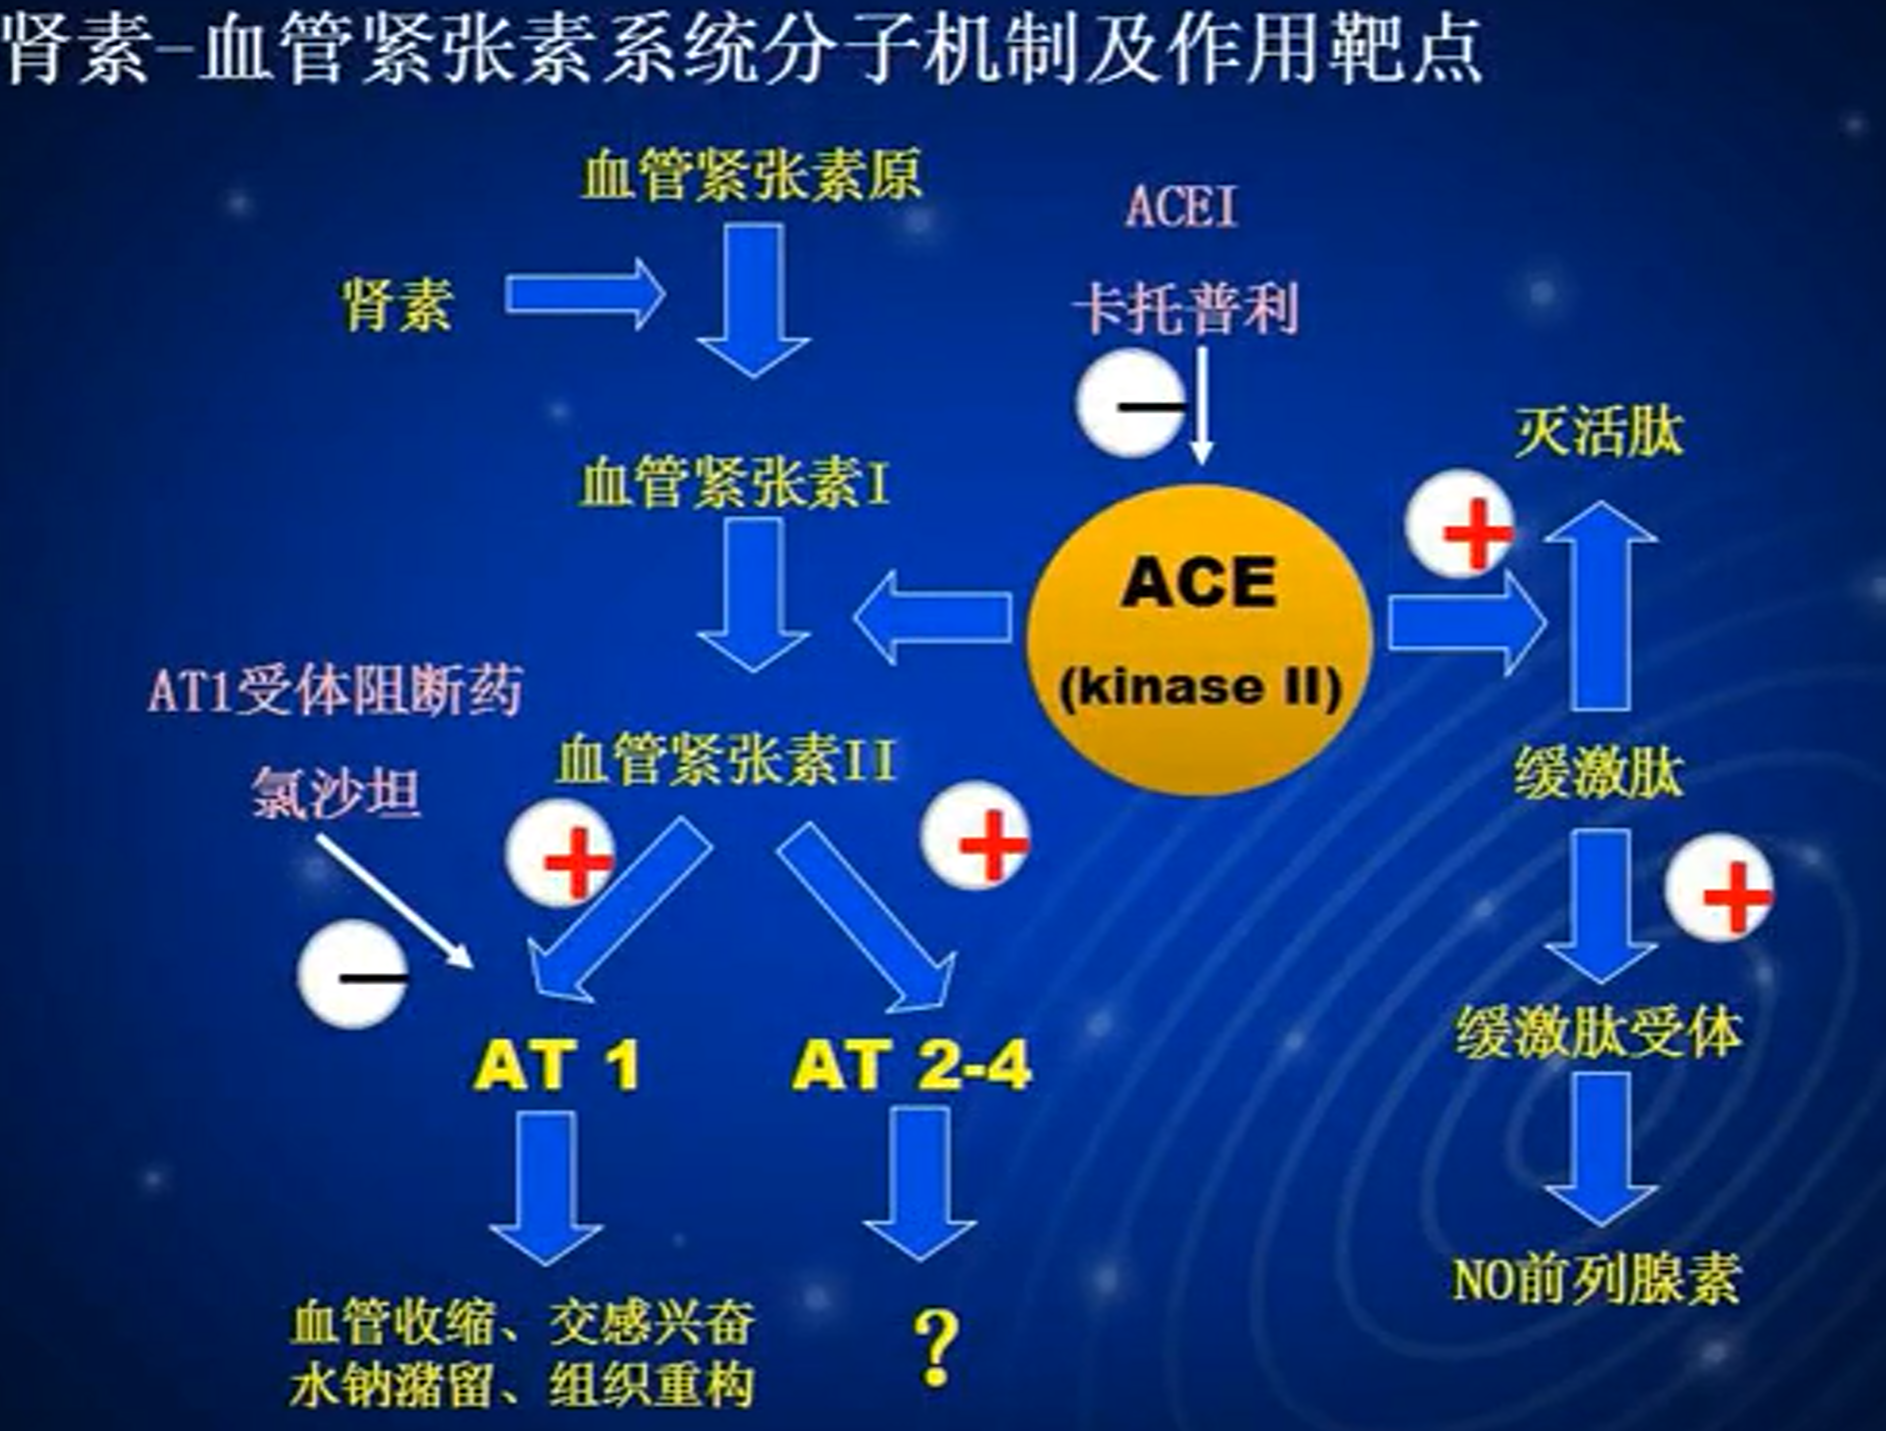 肾素-血管紧张素系统分子机制及作用靶点
血管紧张素原
ACEI
肾素
卡托普利
灭活肽
血管紧张素I
ACE
(kinase II)
AT1受体阻断药
血管紧张素II
缓激肽
氯沙坦
缓激肽受体
AT 1
AT 2-4
NO前列腺素
血管收缩、交感兴奋
水钠潴留、组织重构
?